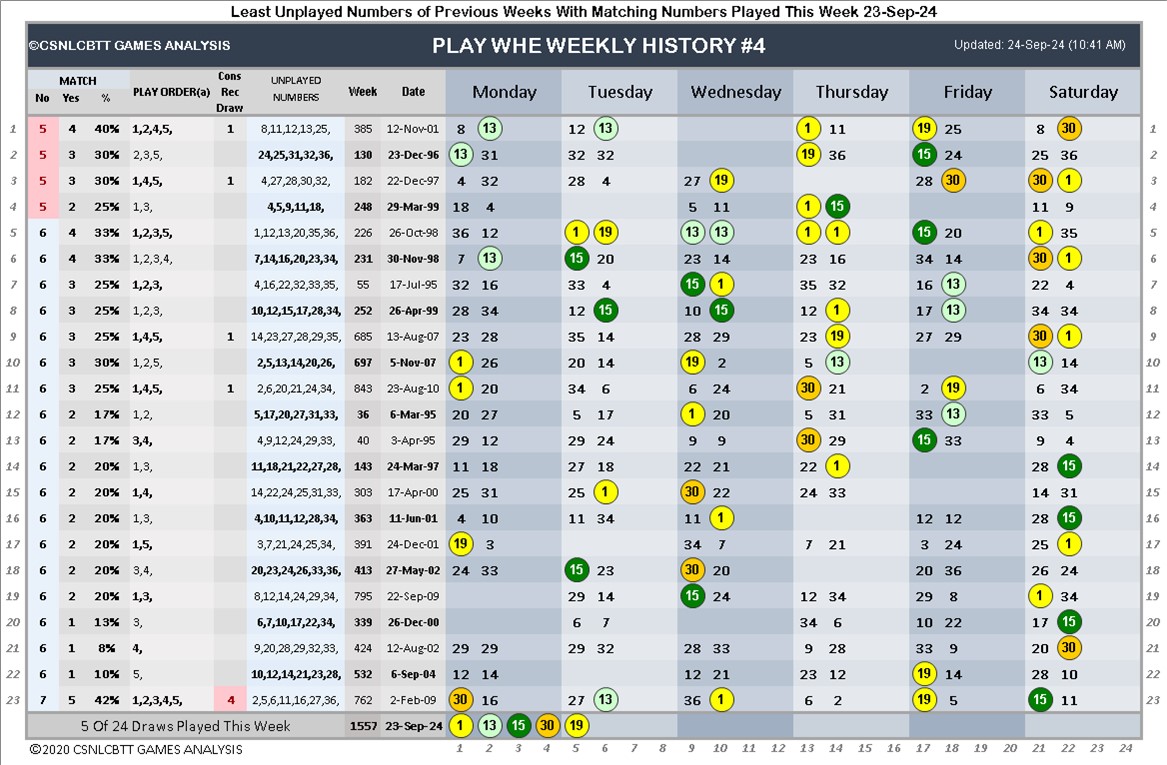 Least Unplayed Numbers of Previous Weeks With Matching Numbers Played This Week 23-Sep-24
©CSNLCBTT GAMES ANALYSIS PLAY WHE WEEKLY HISTORY #4 Updated: 24-Sep-24 (10:41 AM)
MATCH PLAY ORDER(a) Cons Rec Draw UNPLAYED NUMBERS Week Date Monday Tuesday Wednesday Thursday Friday Saturday
No Yes %
1 5 4 40% 1,2,4,5, 1 8,11,12,13,25, 385 12-Nov-01 8 13 12 13 1 11 19 25 8 30 1
2 5 3 30% 2,3,5, 24,25,31,32,36, 130 23-Dec-96 13 31 32 32 19 36 15 24 25 36 2
3 5 3 30% 1,4,5, 1 4,27,28,30,32, 182 22-Dec-97 4 32 28 4 27 19 28 30 30 1 3
4 5 2 25% 1,3, 4,5,9,11,18, 248 29-Mar-99 18 4 5 11 1 15 11 9 4
5 6 4 33% 1,2,3,5, 1,12,13,20,35,36, 226 26-Oct-98 36 12 1 19 13 13 1 1 15 20 1 35 5
6 6 4 33% 1,2,3,4, 7,14,16,20,23,34, 231 30-Nov-98 7 13 15 20 23 14 23 16 34 14 30 1 6
7 6 3 25% 1,2,3, 4,16,22,32,33,35, 55 17-Jul-95 32 16 33 4 15 1 35 32 16 13 22 4 7
8 6 3 25% 1,2,3, 10,12,15,17,28,34, 252 26-Apr-99 28 34 12 15 10 15 12 1 17 13 34 34 8
9 6 3 25% 1,4,5, 1 14,23,27,28,29,35, 685 13-Aug-07 23 28 35 14 28 29 23 19 27 29 30 1 9
10 6 3 30% 1,2,5, 2,5,13,14,20,26, 697 5-Nov-07 1 26 20 14 19 2 5 13 13 14 10
11 6 3 25% 1,4,5, 1 2,6,20,21,24,34, 843 23-Aug-10 1 20 34 6 6 24 30 21 2 19 6 34 11
12 6 2 17% 1,2, 5,17,20,27,31,33, 36 6-Mar-95 20 27 5 17 1 20 5 31 33 13 33 5 12
13 6 2 17% 3,4, 4,9,12,24,29,33, 40 3-Apr-95 29 12 29 24 9 9 30 29 15 33 9 4 13
14 6 2 20% 1,3, 11,18,21,22,27,28, 143 24-Mar-97 11 18 27 18 22 21 22 1 28 15 14
15 6 2 20% 1,4, 14,22,24,25,31,33, 303 17-Apr-00 25 31 25 1 30 22 24 33 14 31 15
16 6 2 20% 1,3, 4,10,11,12,28,34, 363 11-Jun-01 4 10 11 34 11 1 12 12 28 15 16
17 6 2 20% 1,5, 3,7,21,24,25,34, 391 24-Dec-01 19 3 34 7 7 21 3 24 25 1 17
18 6 2 20% 3,4, 20,23,24,26,33,36, 413 27-May-02 24 33 15 23 30 20 20 36 26 24 18
19 6 2 20% 1,3, 8,12,14,24,29,34, 795 22-Sep-09 29 14 15 24 12 34 29 8 1 34 19
20 6 1 13% 3, 6,7,10,17,22,34, 339 26-Dec-00 6 7 34 6 10 22 17 15 20
21 6 1 8% 4, 9,20,28,29,32,33, 424 12-Aug-02 29 29 29 32 28 33 9 28 33 9 20 30 21
22 6 1 10% 5, 10,12,14,21,23,28, 532 6-Sep-04 12 14 12 21 23 12 19 14 28 10 22
23 7 5 42% 1,2,3,4,5, 4 2,5,6,11,16,27,36, 762 2-Feb-09 30 16 27 13 36 1 6 2 19 5 15 11 23
5 Of 24 Draws Played This Week 1557 23-Sep-24 1 13 15 30 19
©2020 CSNLCBTT GAMES ANALYSIS 1 2 3 4 5 6 7 8 9 10 11 12 13 14 15 16 17 18 19 20 21 22 23 24